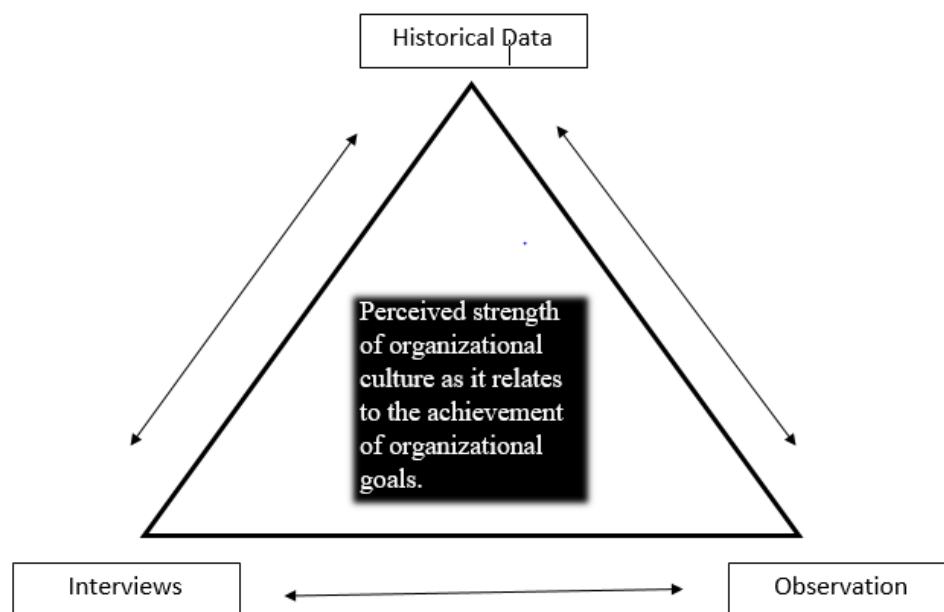 Historical Data
Perceived strength
of organizational
culture as it relates
to the achievement
of organizational
goals.
Interviews
Observation